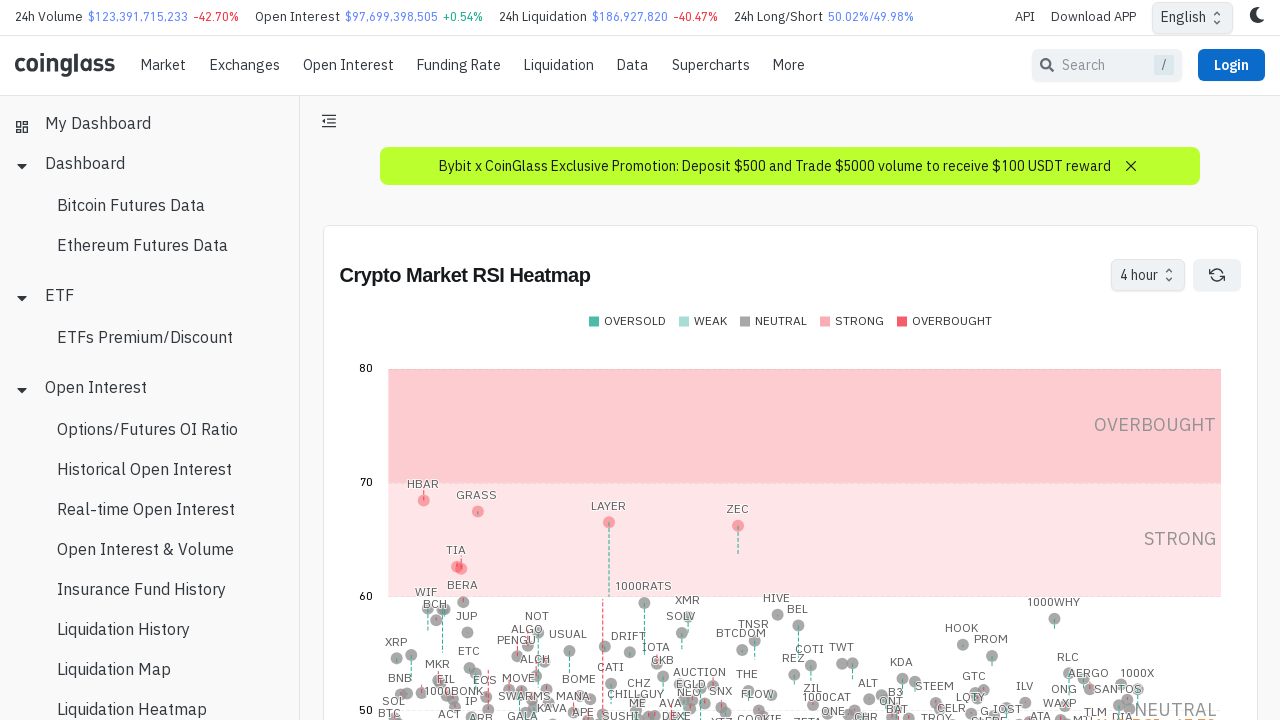 24h Volume $123,391,715,233 -42.70% Open Interest $97,699,398,505 +0.54% 24h Liquidation $186,927,820 -40.47% 24h Long/Short 50.02%/49.98% API Download APP English
coinglass Market Exchanges Open Interest Funding Rate Liquidation Data Supercharts More Search / Login
My Dashboard
Dashboard
Bitcoin Futures Data
Ethereum Futures Data
ETF
ETFs Premium/Discount
Open Interest
Options/Futures OI Ratio
Historical Open Interest
Real-time Open Interest
Open Interest & Volume
Insurance Fund History
Liquidation History
Liquidation Map
Liquidation Heatmap
Bybit x CoinGlass Exclusive Promotion: Deposit $500 and Trade $5000 volume to receive $100 USDT reward
Crypto Market RSI Heatmap 4 hour
OVERSOLD WEAK NEUTRAL STRONG OVERBOUGHT
80
OVERBOUGHT
70
HBAR
GRASS
LAYER
ZEC
STRONG
TIA
BERA
1000RATS
60
WIF
BCH
XMR
HIVE
1000WHY
JUP
NOT
SOLV
BEL
ALGO
USUAL
DRIFT
BTCDOM
TNSR
HOOK
XRP
PENGU
IOTA
PROM
ETC
ALCH
CATI
CKB
REZ
COTI
TWT
RLC
MKR
KDA
BNB
FIL
EOS
MOVE
BOME
CHZ
AUCTION
EGLD
THE
ALT
GTC
AERGO
1000X
1000BONK
SWARMS
MANA
CHILLGUY
NEO
SNX
FLOW
ZIL
1000CAT
B3
STEEM
ILV
ONG
SANTOS
SOL
IP
KAVA
ME
AVA
ONT
LQTY
WAXP
BTC
ACT
GALA
APE
SUSHI
DEXE
COOKIE
ONE
BAT
CELR
IOST
ATA
TLM
NEUTRAL
50